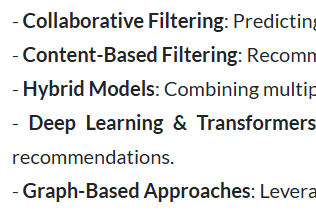 - Collaborative Filtering: Predicting
- Content-Based Filtering: Recomm
- Hybrid Models: Combining multip
- Deep Learning & Transformers
recommendations.
- Graph-Based Approaches: Levera